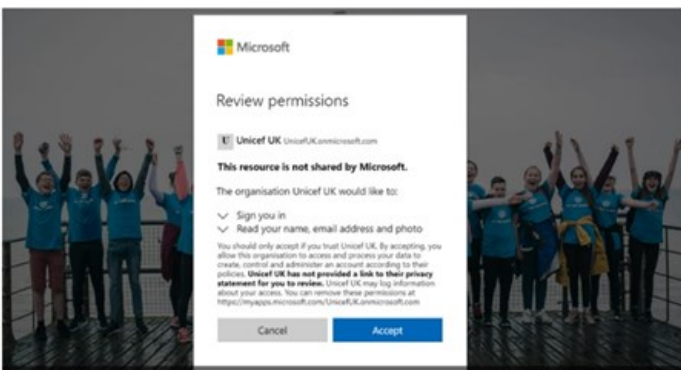 Microsoft
Review permissions
U Unicef UK UnicefUK.onmicrosoft.com
This resource is not shared by Microsoft.
The organisation Unicef UK would like to:
Sign you in
Read your name, email address and photo
You should only accept if you trust Unicef UK. By accepting, you
allow this organisation to access and process your data to
create, control and administer an account according to their
policies. Unicef UK has not provided a link to their privacy
statement for you to review. Unicef UK may log information
about your access. You can remove these permissions at
https://myapps.microsoft.com/UnicefUK.onmicrosoft.com
Cancel Accept